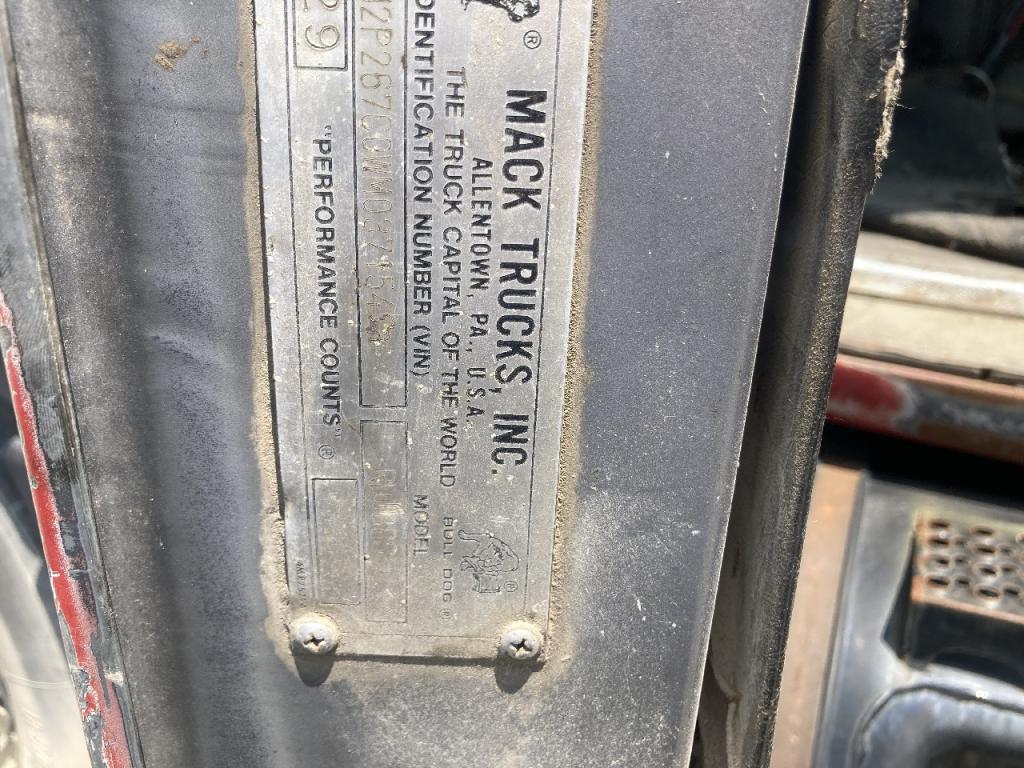 ®
MACK TRUCKS, INC.
ALLENTOWN, PA., U.S.A.
THE TRUCK CAPITAL OF THE WORLD
BULL DOG ®
®
DENTIFICATION NUMBER (VIN)
MODEL
29
"PERFORMANCE COUNTS" ®